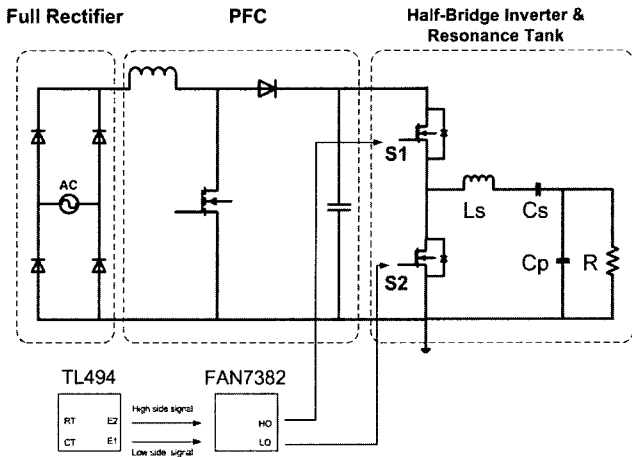 Full Rectifier
PFC
Half-Bridge Inverter &
Resonance Tank
AC
S1
S2
Ls
Cs
Cp
R
TL494
FAN7382
RT
CT
E2
E1
High side signal
Low side signal
HO
LO